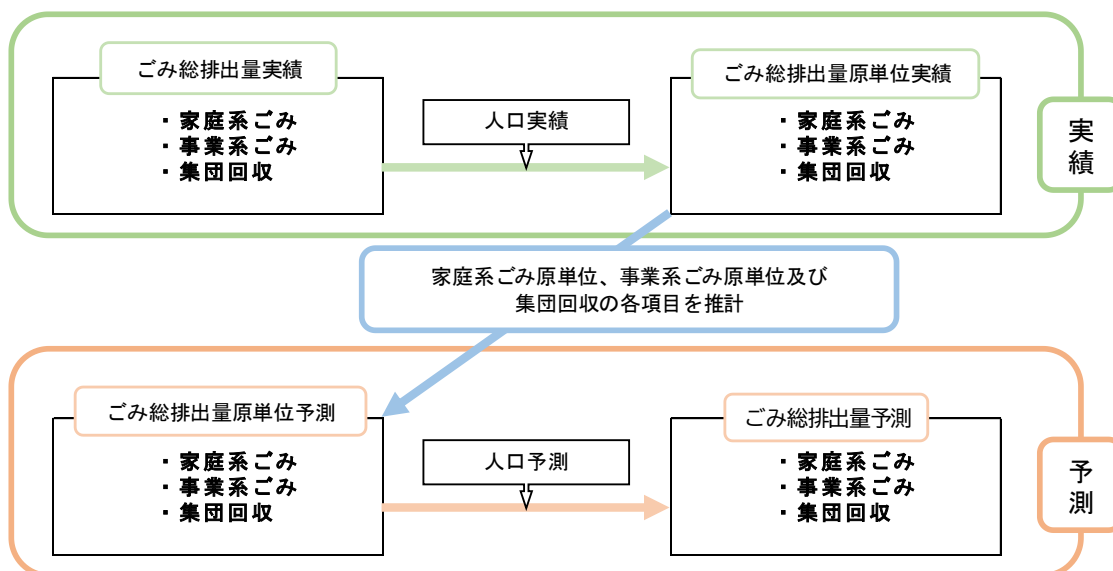 ごみ総排出量実績
・家庭系ごみ
・事業系ごみ
・集団回収
人口実績
ごみ総排出量原単位実績
・家庭系ごみ
・事業系ごみ
・集団回収
実績
家庭系ごみ原単位、事業系ごみ原単位及び
集団回収の各項目を推計
ごみ総排出量原単位予測
・家庭系ごみ
・事業系ごみ
・集団回収
人口予測
ごみ総排出量予測
・家庭系ごみ
・事業系ごみ
・集団回収
予測